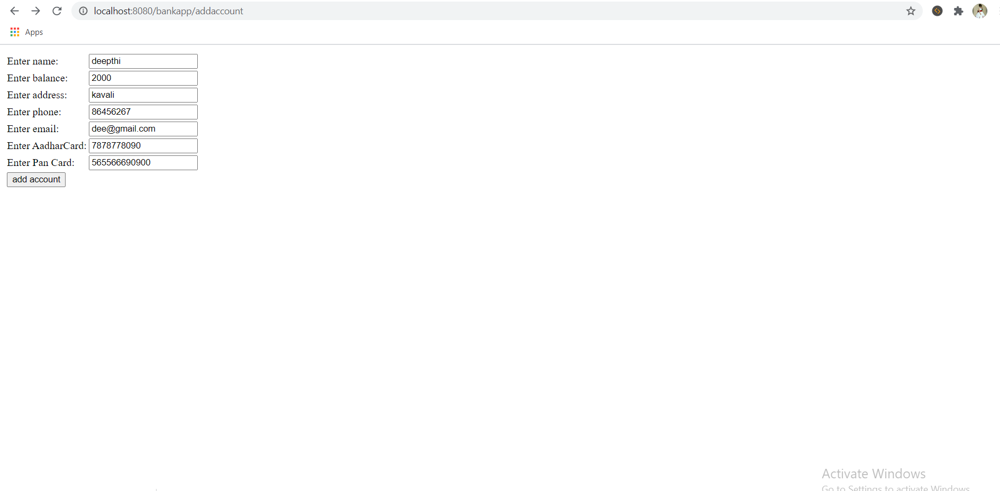 localhost:8080/bankapp/addaccount
Apps
Enter name: deepthi
Enter balance: 2000
Enter address: kavali
Enter phone: 86456267
Enter email: dee@gmail.com
Enter AadharCard: 7878778090
Enter Pan Card: 565566690900
add account
Activate Windows
Go to Settings to activate Windows.